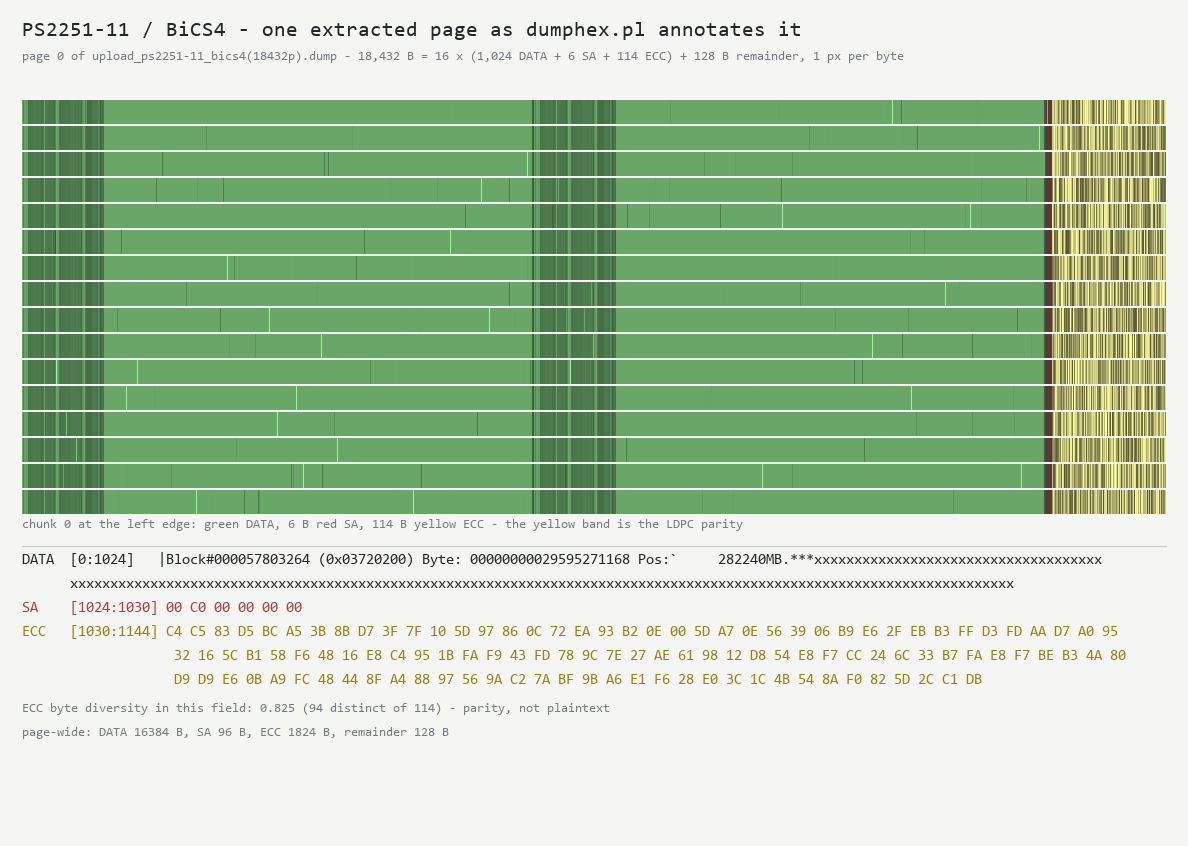 PS2251-11 / BiCS4 - one extracted page as dumphex.pl annotates it
page 0 of upload_ps2251-11_bics4(18432p).dump - 18,432 B = 16 x (1,024 DATA + 6 SA + 114 ECC) + 128 B remainder, 1 px per byte
chunk 0 at the left edge: green DATA, 6 B red SA, 114 B yellow ECC - the yellow band is the LDPC parity
DATA [0:1024] |Block#000057803264 (0x03720200) Byte: 00000000029595271168 Pos:` 282240MB.***xxxxxxxxxxxxxxxxxxxxxxxxxxxxxxxxxxxx
xxxxxxxxxxxxxxxxxxxxxxxxxxxxxxxxxxxxxxxxxxxxxxxxxxxxxxxxxxxxxxxxxxxxxxxxxxxxxxxxxxxxxxxxxxxxxxxxxxxxxxxxxxxxxxxxxxxxxx
SA [1024:1030] 00 C0 00 00 00 00
ECC [1030:1144] C4 C5 83 D5 BC A5 3B 8B D7 3F 7F 10 5D 97 86 0C 72 EA 93 B2 0E 00 5D A7 0E 56 39 06 B9 E6 2F EB B3 FF D3 FD AA D7 A0 95
32 16 5C B1 58 F6 48 16 E8 C4 95 1B FA F9 43 FD 78 9C 7E 27 AE 61 98 12 D8 54 E8 F7 CC 24 6C 33 B7 FA E8 F7 BE B3 4A 80
D9 D9 E6 0B A9 FC 48 44 8F A4 88 97 56 9A C2 7A BF 9B A6 E1 F6 28 E0 3C 1C 4B 54 8A F0 82 5D 2C C1 DB
ECC byte diversity in this field: 0.825 (94 distinct of 114) - parity, not plaintext
page-wide: DATA 16384 B, SA 96 B, ECC 1824 B, remainder 128 B